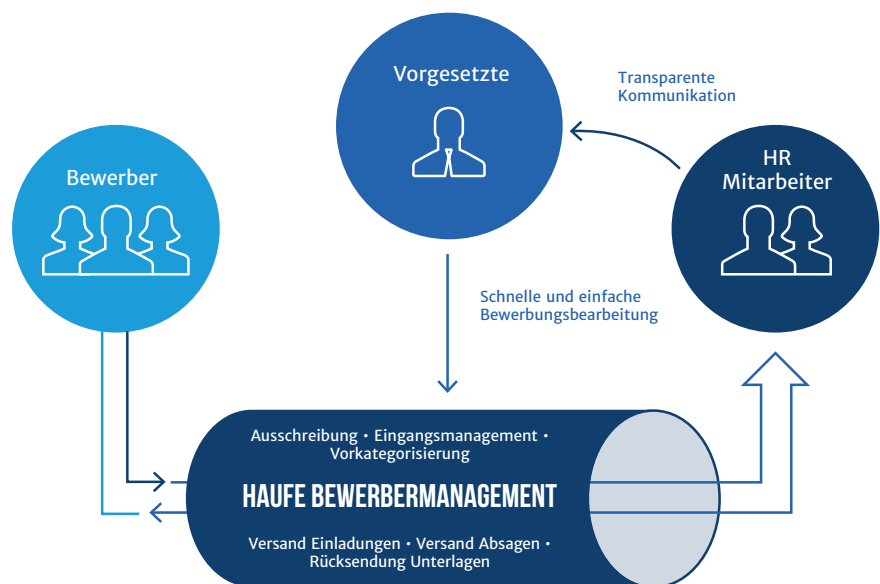 Vorgesetzte
Transparente
Kommunikation
Bewerber
HR
Mitarbeiter
Schnelle und einfache
Bewerbungsbearbeitung
Ausschreibung • Eingangsmanagement •
Vorkategorisierung
HAUFE BEWERBERMANAGEMENT
Versand Einladungen • Versand Absagen •
Rücksendung Unterlagen